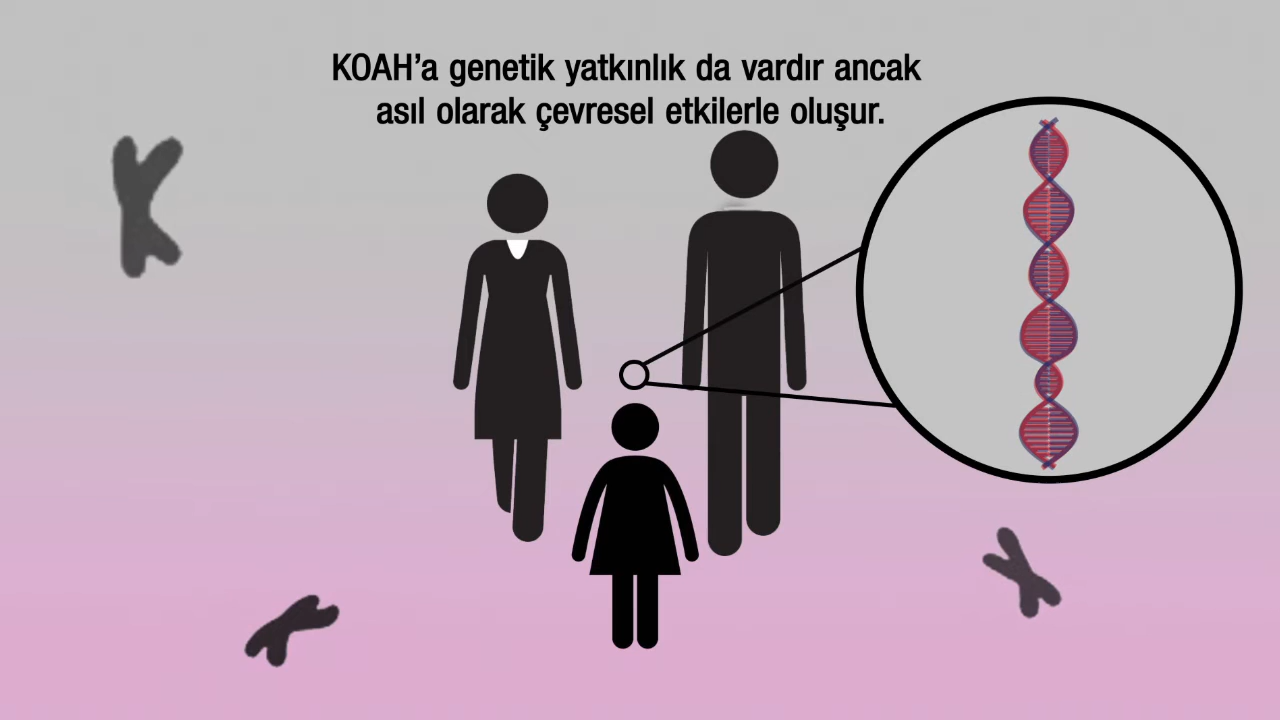 KOAH’a genetik yatkınlık da vardır ancak
asıl olarak çevresel etkilerle oluşur.